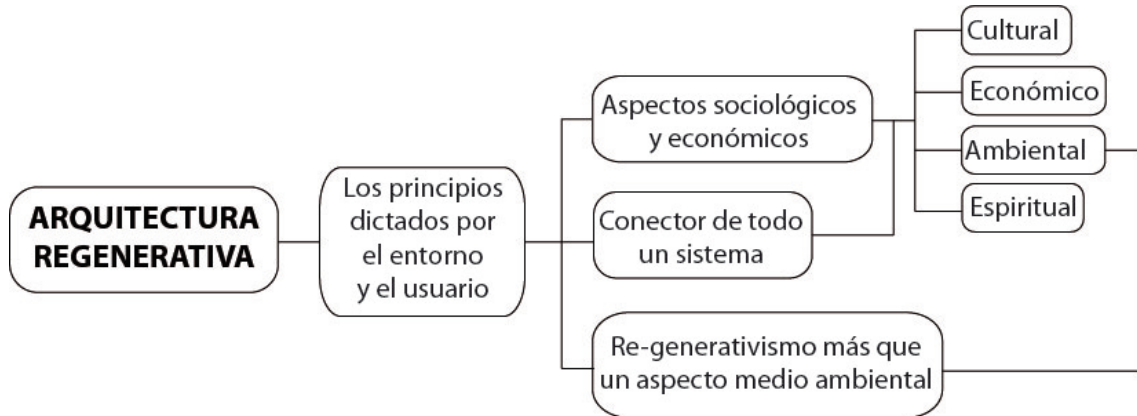 ARQUITECTURA
REGENERATIVA
Los principios
dictados por
el entorno
y el usuario
Aspectos sociológicos
y económicos
Conector de todo
un sistema
Re-generativismo más que
un aspecto medio ambiental
Cultural
Económico
Ambiental
Espiritual